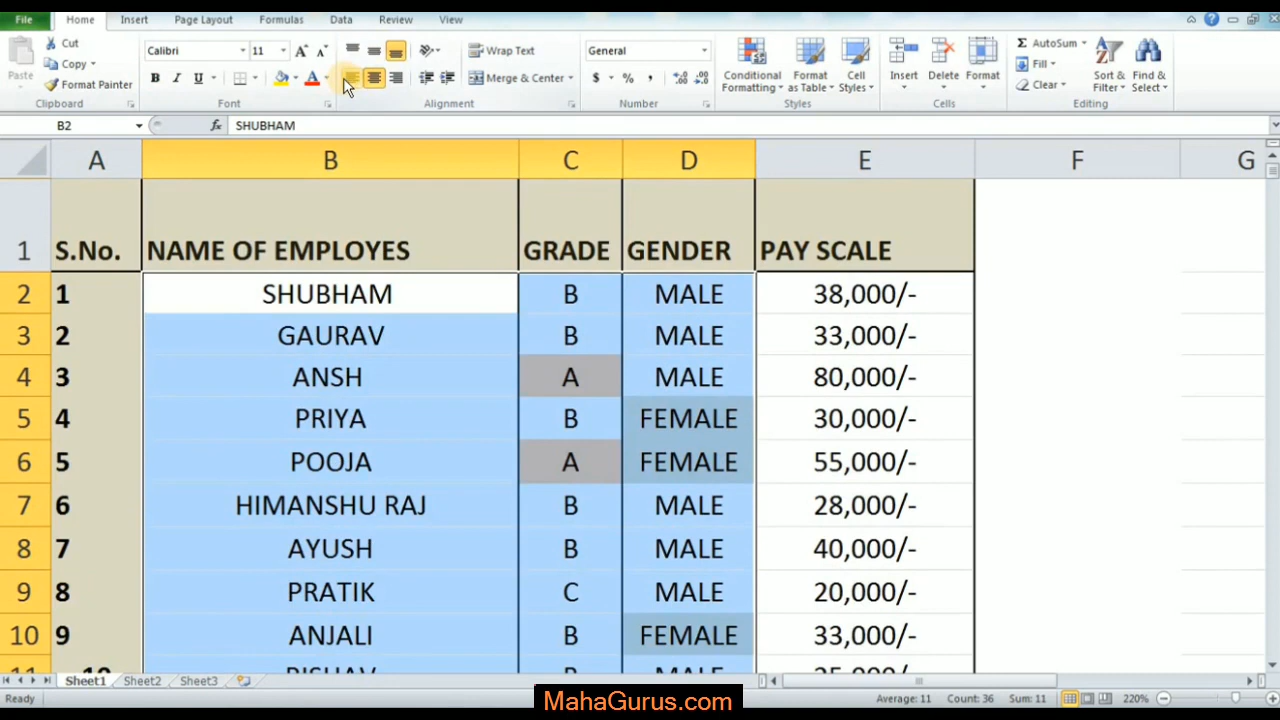 File Home Insert Page Layout Formulas Data Review View
Cut Calibri 11 Wrap Text General AutoSum
Copy Fill
Paste Format Painter Merge & Center $ % , Conditional Formatting Format as Table Cell Styles Insert Delete Format Clear Sort & Filter Find & Select
Clipboard Font Alignment Number Styles Cells Editing
B2 fx SHUBHAM
A B C D E F G
1 S.No. NAME OF EMPLOYES GRADE GENDER PAY SCALE
2 1 SHUBHAM B MALE 38,000/-
3 2 GAURAV B MALE 33,000/-
4 3 ANSH A MALE 80,000/-
5 4 PRIYA B FEMALE 30,000/-
6 5 POOJA A FEMALE 55,000/-
7 6 HIMANSHU RAJ B MALE 28,000/-
8 7 AYUSH B MALE 40,000/-
9 8 PRATIK C MALE 20,000/-
10 9 ANJALI B FEMALE 33,000/-
11 10 RISHAV B MALE
Sheet1 Sheet2 Sheet3
Ready Average: 11 Count: 36 Sum: 11 220%
MahaGurus.com